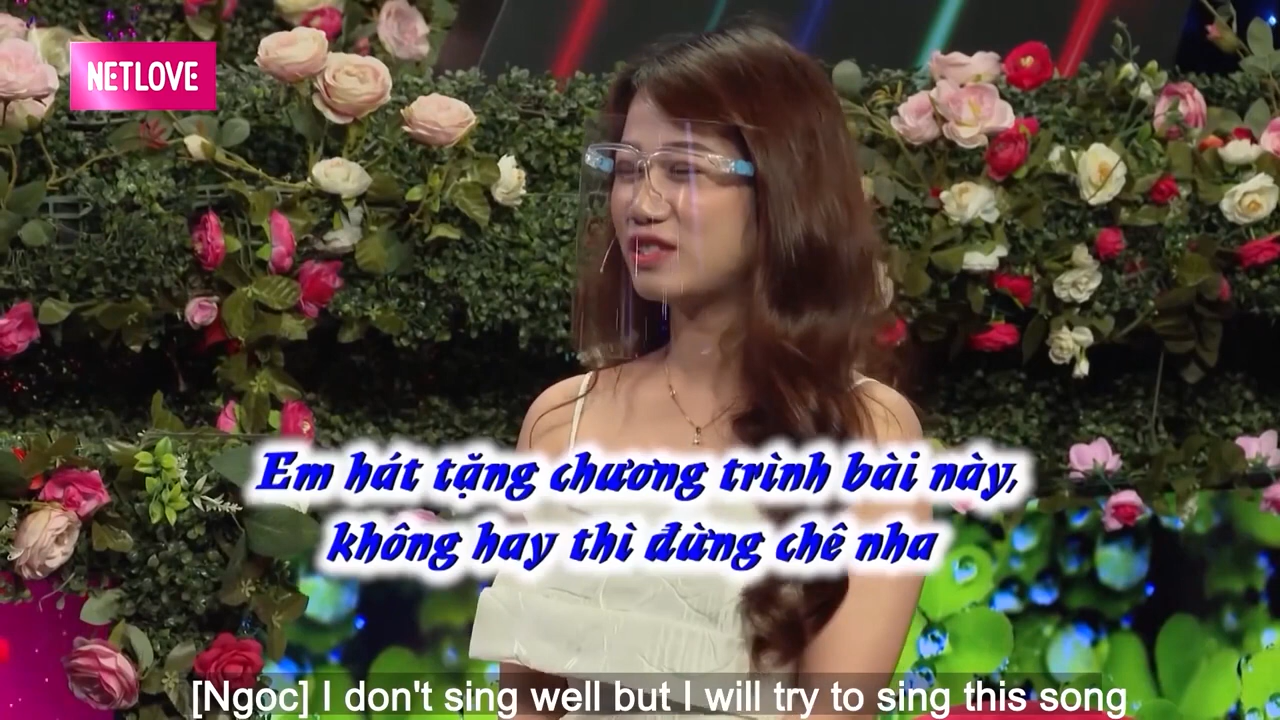 NETLOVE
Em hát tặng chương trình bài này,
không hay thì đừng chê nha
[Ngoc] I don't sing well but I will try to sing this song